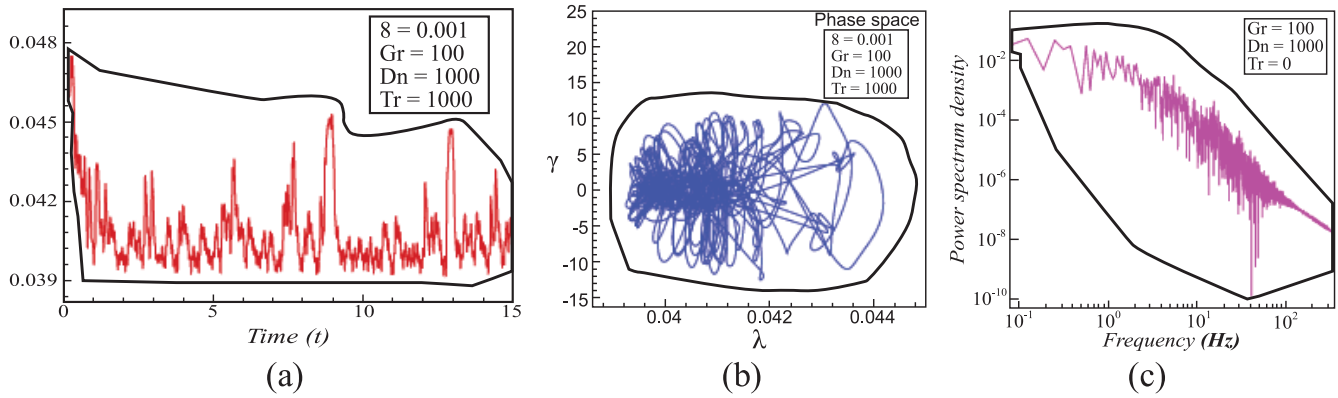 0.048
0.045
0.042
0.039
8 = 0.001
Gr = 100
Dn = 1000
Tr = 1000
0
5
10
15
Time (t)
(a)
25
20
15
10
5
0
-5
-10
-15
γ
Phase space
8 = 0.001
Gr = 100
Dn = 1000
Tr = 1000
0.04
0.042
0.044
λ
(b)
Power spectrum density
10-2
10-4
10-6
10-8
10-10
Gr = 100
Dn = 1000
Tr = 0
10-1
100
101
102
Frequency (Hz)
(c)